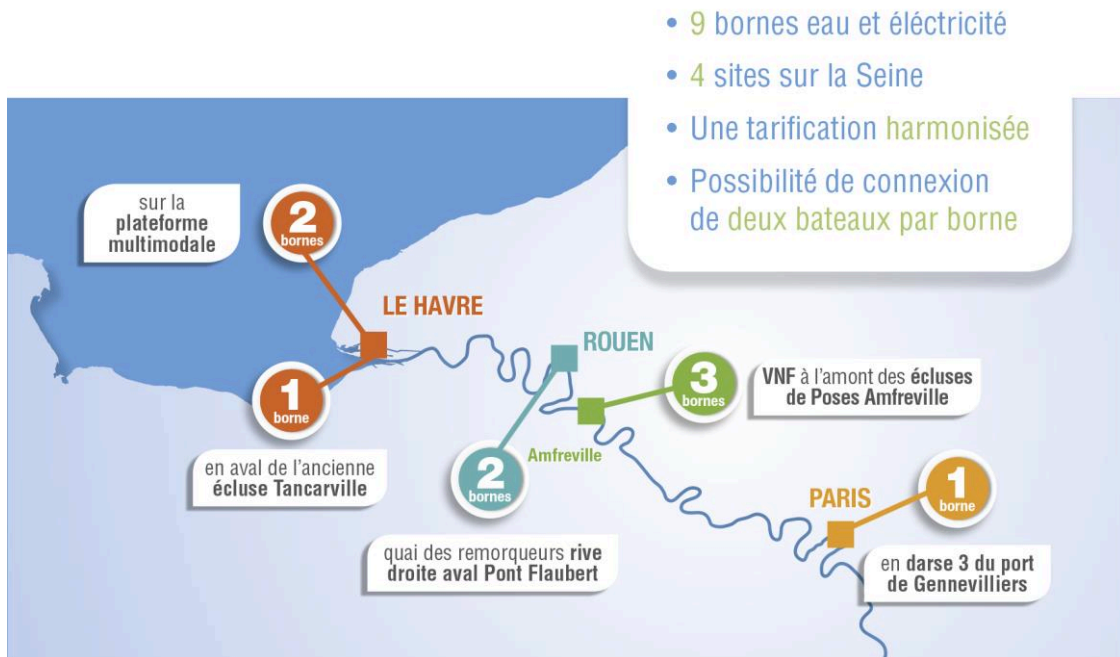 • 9 bornes eau et éléctricité
• 4 sites sur la Seine
• Une tarification harmonisée
• Possibilité de connexion
de deux bateaux par borne
sur la
plateforme
multimodale
2
bornes
LE HAVRE
1
borne
en aval de l'ancienne
écluse Tancarville
ROUEN
2
bornes
quai des remorqueurs rive
droite aval Pont Flaubert
3
bornes
VNF à l'amont des écluses
de Poses Amfreville
Amfreville
PARIS
1
borne
en darse 3 du port
de Gennevilliers